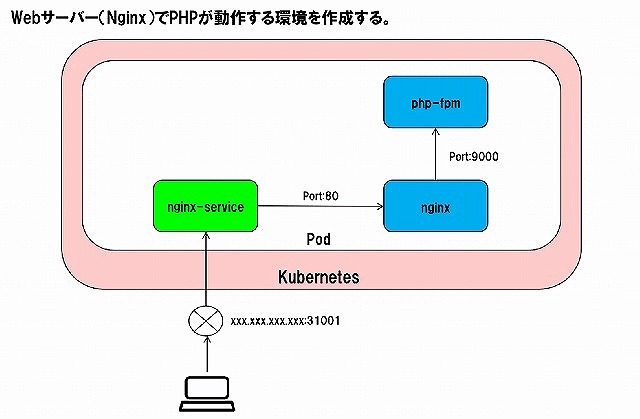 Webサーバー(Nginx)でPHPが動作する環境を作成する。
php-fpm
Port:9000
nginx-service
Port:80
nginx
Pod
Kubernetes
xxx.xxx.xxx.xxx:31001